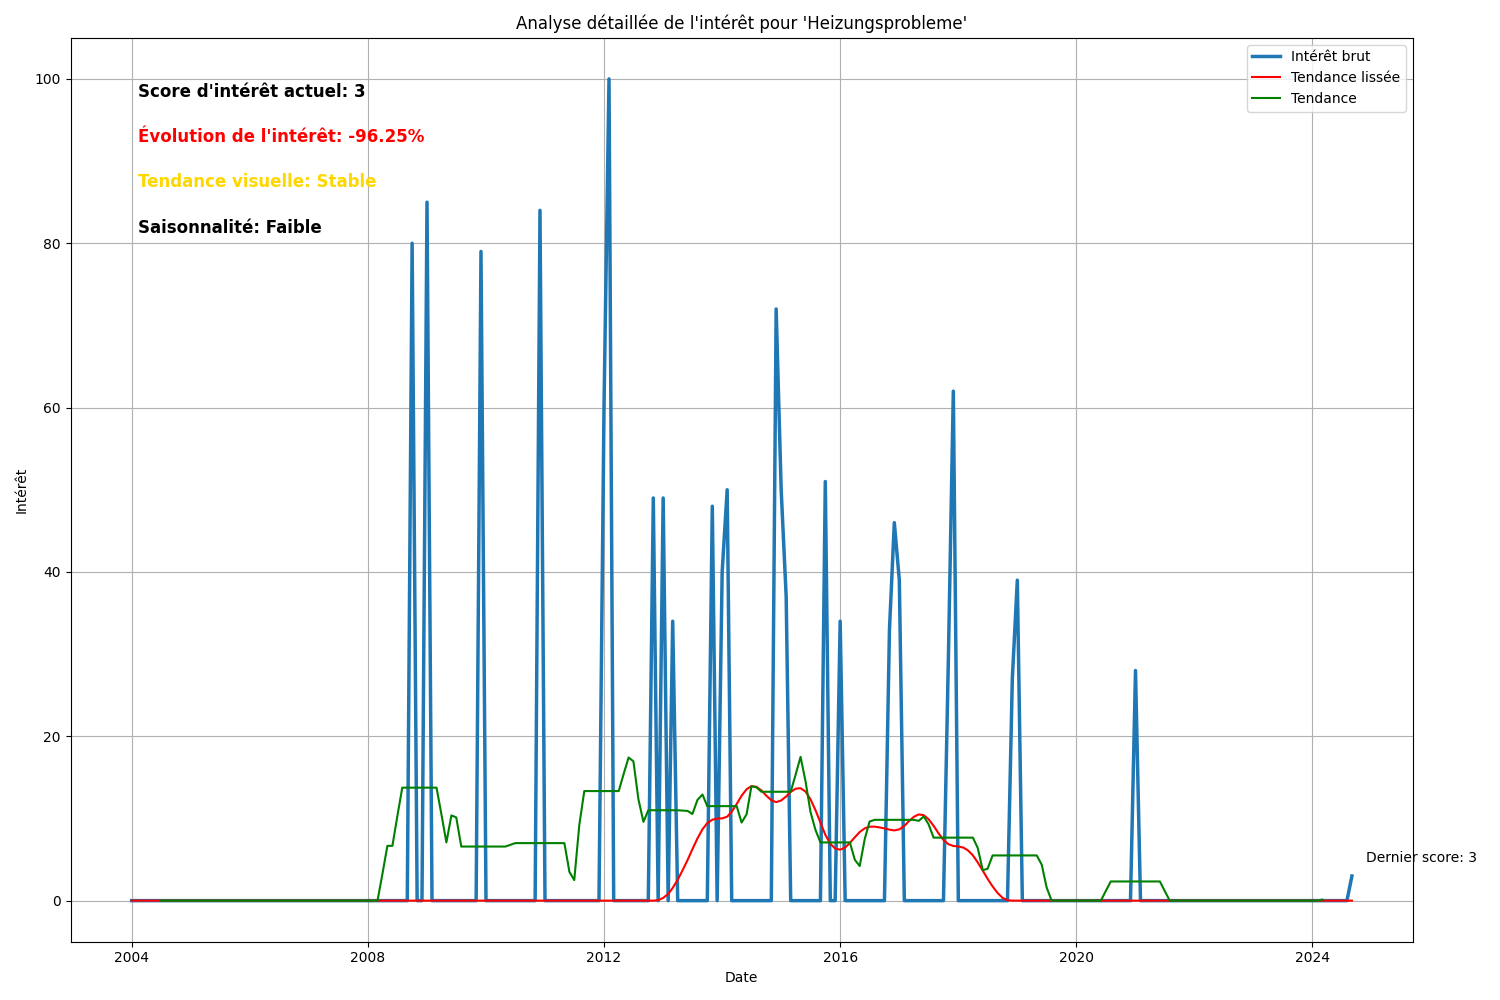 Analyse détaillée de l'intérêt pour 'Heizungsprobleme'
Intérêt brut
Tendance lissée
Tendance
Score d'intérêt actuel: 3
Évolution de l'intérêt: -96.25%
Tendance visuelle: Stable
Saisonnalité: Faible
Dernier score: 3
Intérêt
100
80
60
40
20
0
2004
2008
2012
2016
2020
2024
Date